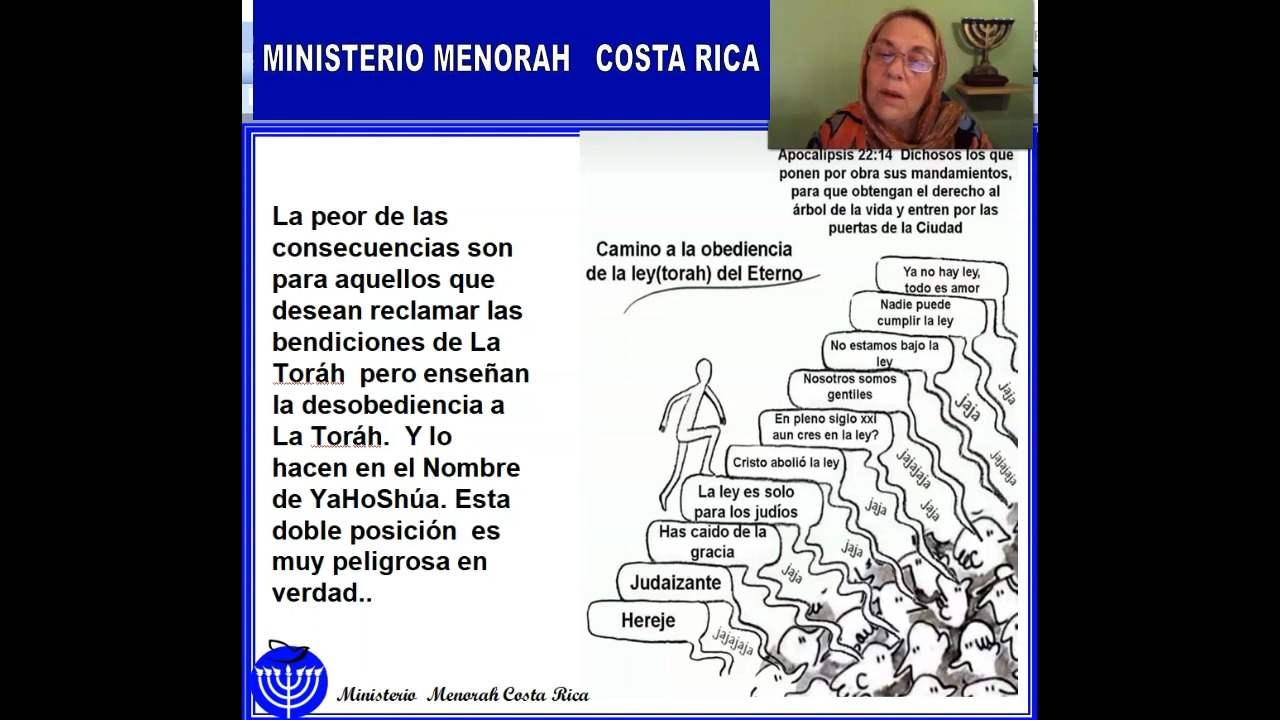 MINISTERIO MENORAH COSTA RICA
La peor de las
consecuencias son
para aquellos que
desean reclamar las
bendiciones de La
Toráh pero enseñan
la desobediencia a
La Toráh. Y lo
hacen en el Nombre
de YaHoShúa. Esta
doble posición es
muy peligrosa en
verdad..
Apocalipsis 22:14 Dichosos los que
ponen por obra sus mandamientos,
para que obtengan el derecho al
árbol de la vida y entren por las
puertas de la Ciudad
Camino a la obediencia
de la ley(torah) del Eterno
Ya no hay ley,
todo es amor
Nadie puede
cumplir la ley
No estamos bajo la
ley
Nosotros somos
gentiles
En pleno siglo xxI
aun cres en la ley?
Cristo abolió la ley
La ley es solo
para los judíos
Has caido de la
gracia
Judaizante
Hereje
jaja
jaja
jajajaja
jajajaja
jaja
jaja
jaja
jaja
jajajaja
Ministerio Menorah Costa Rica